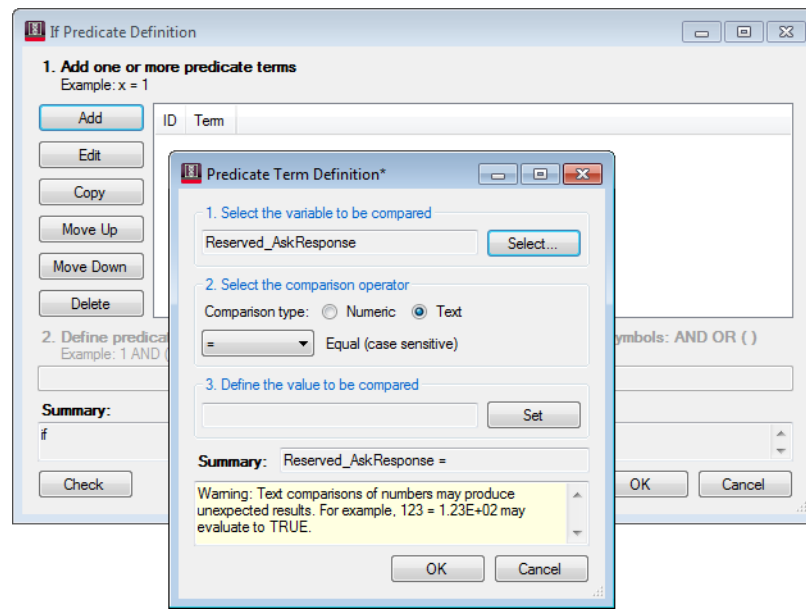 If Predicate Definition
1. Add one or more predicate terms
Example: x = 1
Add
ID Term
Edit
Copy
Move Up
Move Down
Delete
2. Define predica
ymbols: AND OR ( )
Example: 1 AND (
Summary:
if
Check
OK
Cancel
Predicate Term Definition*
1. Select the variable to be compared
Reserved_AskResponse
Select...
2. Select the comparison operator
Comparison type: Numeric Text
= Equal (case sensitive)
3. Define the value to be compared
Set
Summary: Reserved_AskResponse =
Warning: Text comparisons of numbers may produce
unexpected results. For example, 123 = 1.23E+02 may
evaluate to TRUE.
OK
Cancel